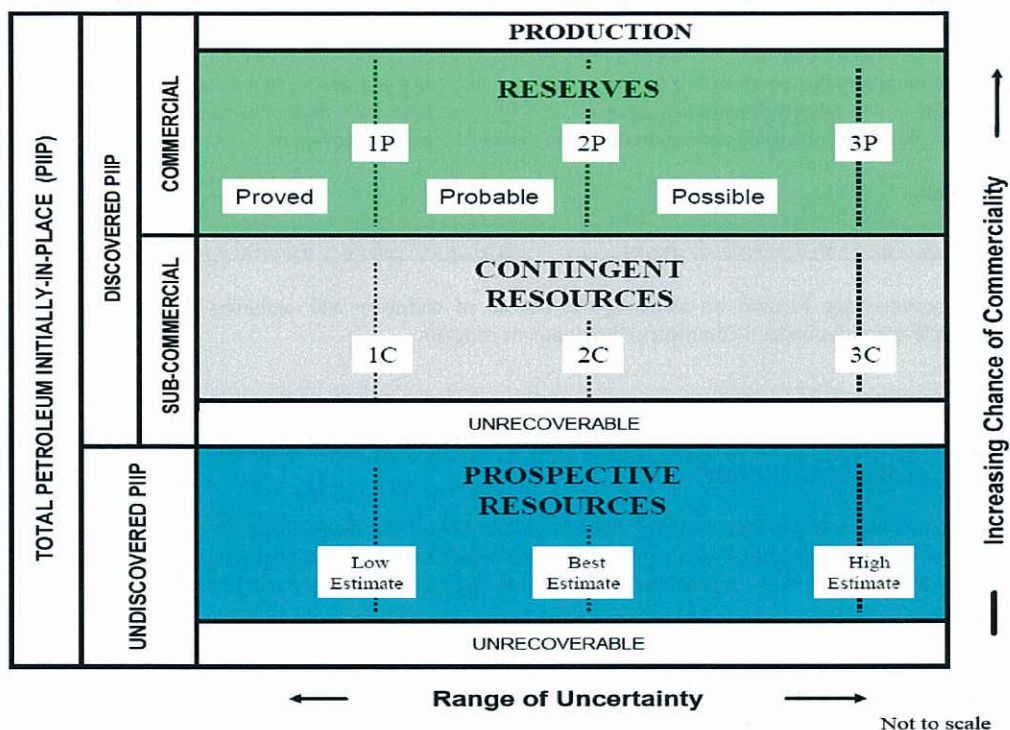 TOTAL PETROLEUM INITIALLY-IN-PLACE (PIIP)
DISCOVERED PIIP
UNDISCOVERED PIIP
COMMERCIAL
SUB-COMMERCIAL
PRODUCTION
RESERVES
1P
2P
3P
Proved
Probable
Possible
CONTINGENT
RESOURCES
1C
2C
3C
UNRECOVERABLE
PROSPECTIVE
RESOURCES
Low
Estimate
Best
Estimate
High
Estimate
UNRECOVERABLE
Increasing Chance of Commerciality
Range of Uncertainty
Not to scale